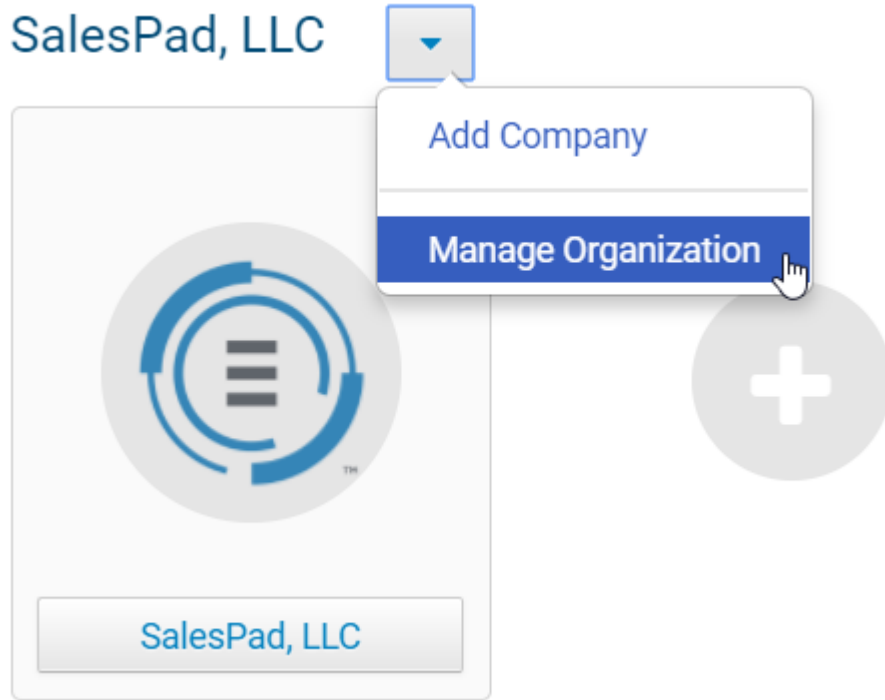 SalesPad, LLC
Add Company
Manage Organization
TM
SalesPad, LLC